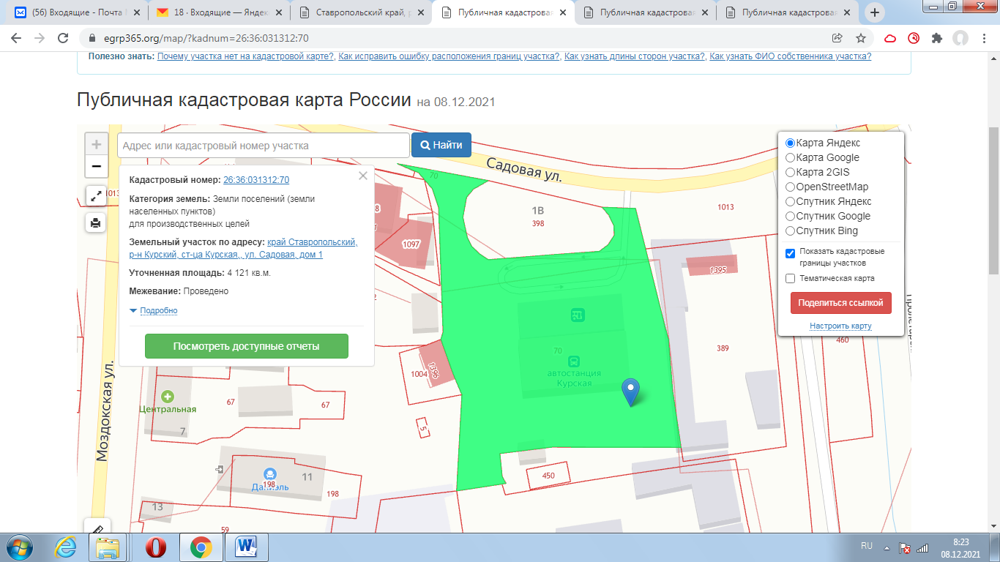 (56) Входящие - Почта
18 · Входящие — Яндекс
Ставропольский край, р
Публичная кадастровая
Публичная кадастровая
Публичная кадастровая
egrp365.org/map/?kadnum=26:36:031312:70
Полезно знать: Почему участка нет на кадастровой карте?, Как исправить ошибку расположения границ участка?, Как узнать длины сторон участка?, Как узнать ФИО собственника участка?
Публичная кадастровая карта России на 08.12.2021
+
−
Адрес или кадастровый номер участка
Найти
Кадастровый номер: 26:36:031312:70
Категория земель: Земли поселений (земли
населенных пунктов)
для производственных целей
Земельный участок по адресу: край Ставропольский,
р-н Курский, ст-ца Курская,, ул. Садовая, дом 1
Уточненная площадь: 4 121 кв.м.
Межевание: Проведено
Подробно
Посмотреть доступные отчеты
Карта Яндекс
Карта Google
Карта 2GIS
OpenStreetMap
Спутник Яндекс
Спутник Google
Спутник Bing
Показать кадастровые
границы участков
Тематическая карта
Поделиться ссылкой
Настроить карту
Садовая ул.
70
1В
398
1013
1013
1097
1395
389
460
70
автостанция
Курская
1396
1004
5
Моздокская ул.
Центральная
7
67
67
450
Даниэль
198
11
198
13
59
RU
8:23
08.12.2021